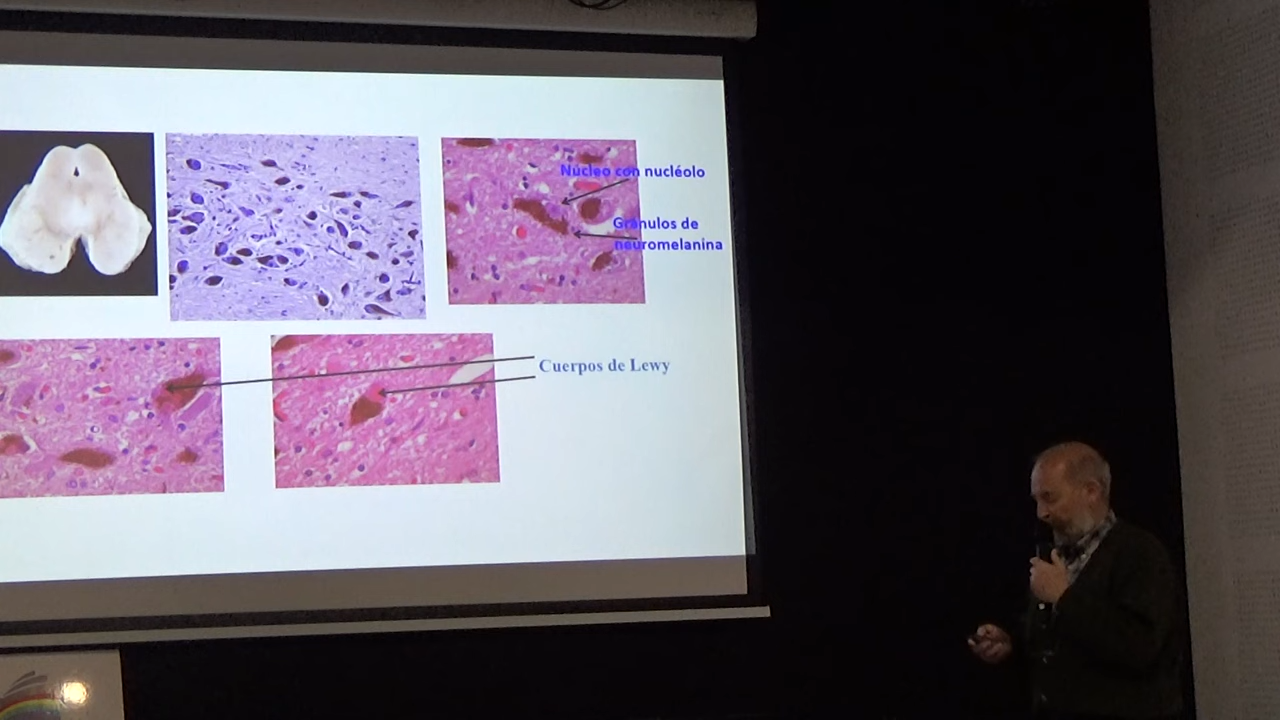 Núcleo con nucléolo
Gránulos de
neuromelanina
Cuerpos de Lewy